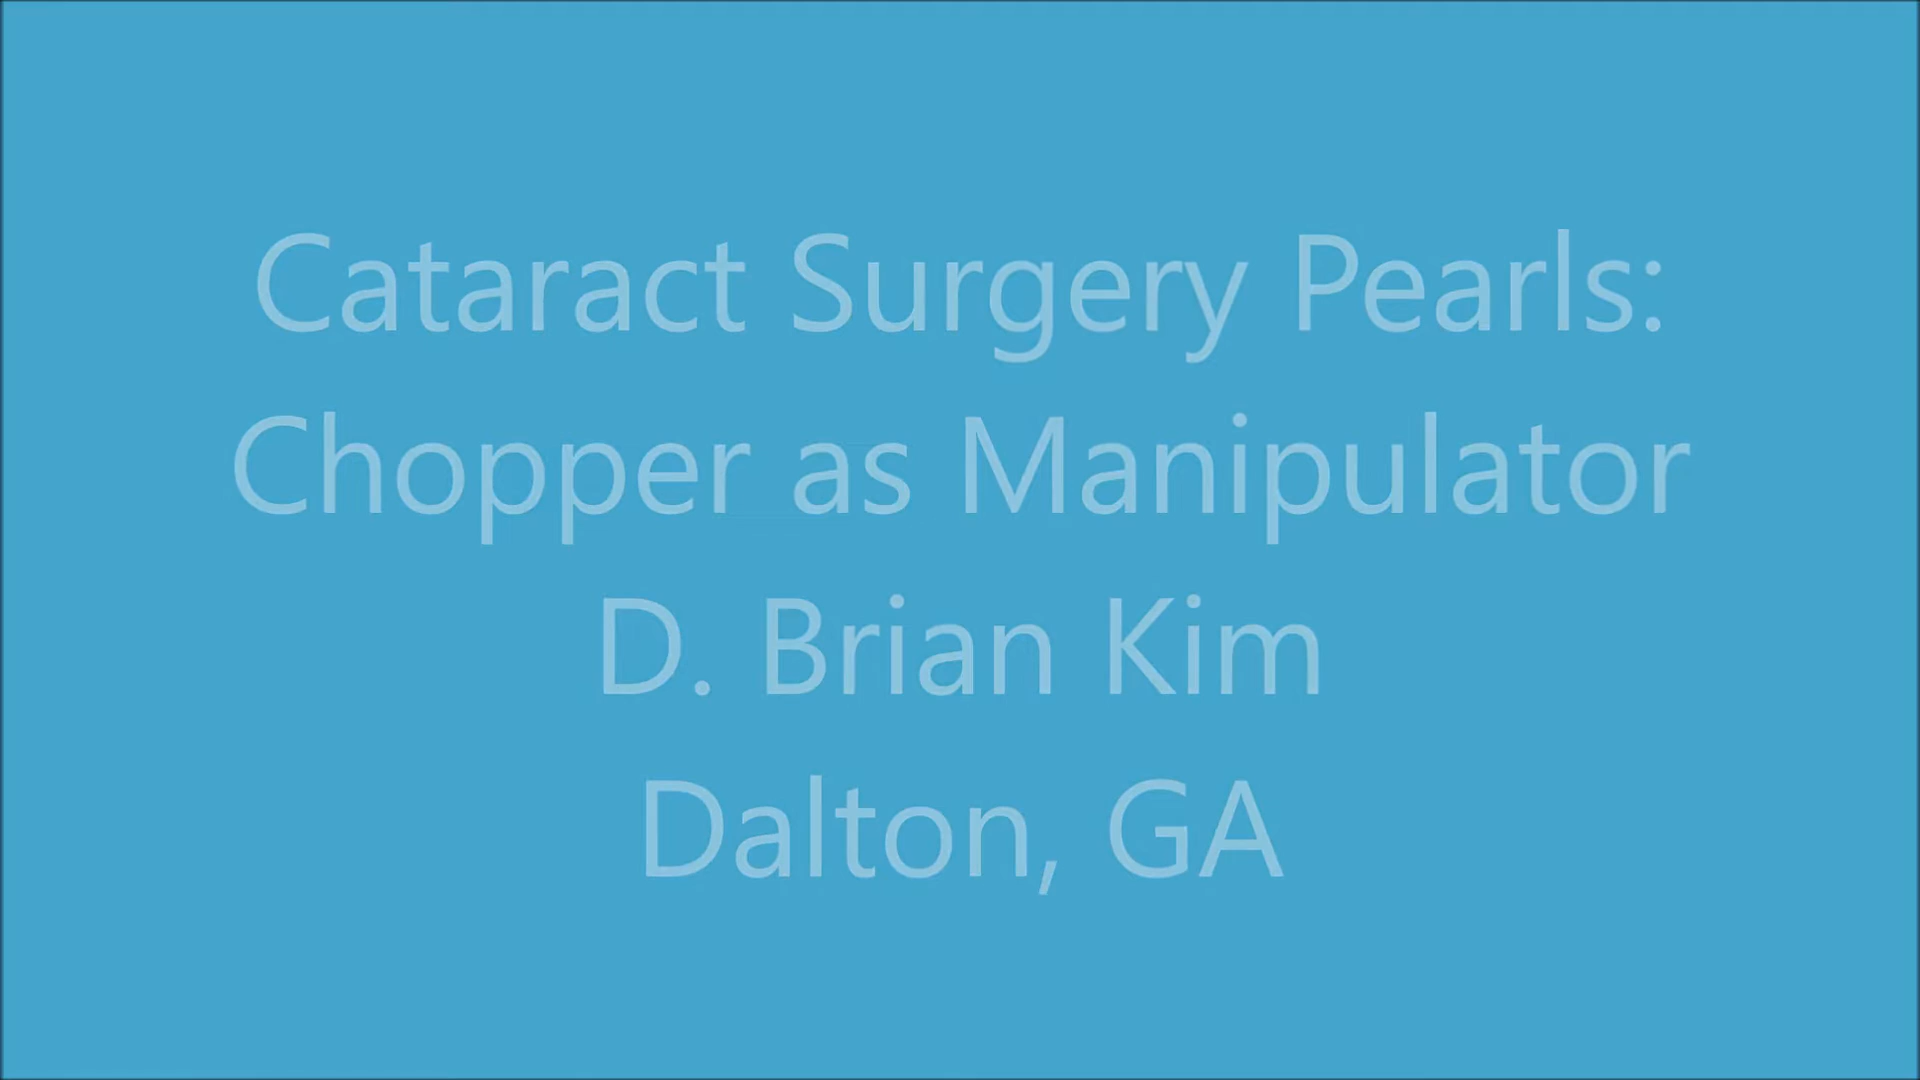 Cataract Surgery Pearls:
Chopper as Manipulator
D. Brian Kim
Dalton, GA